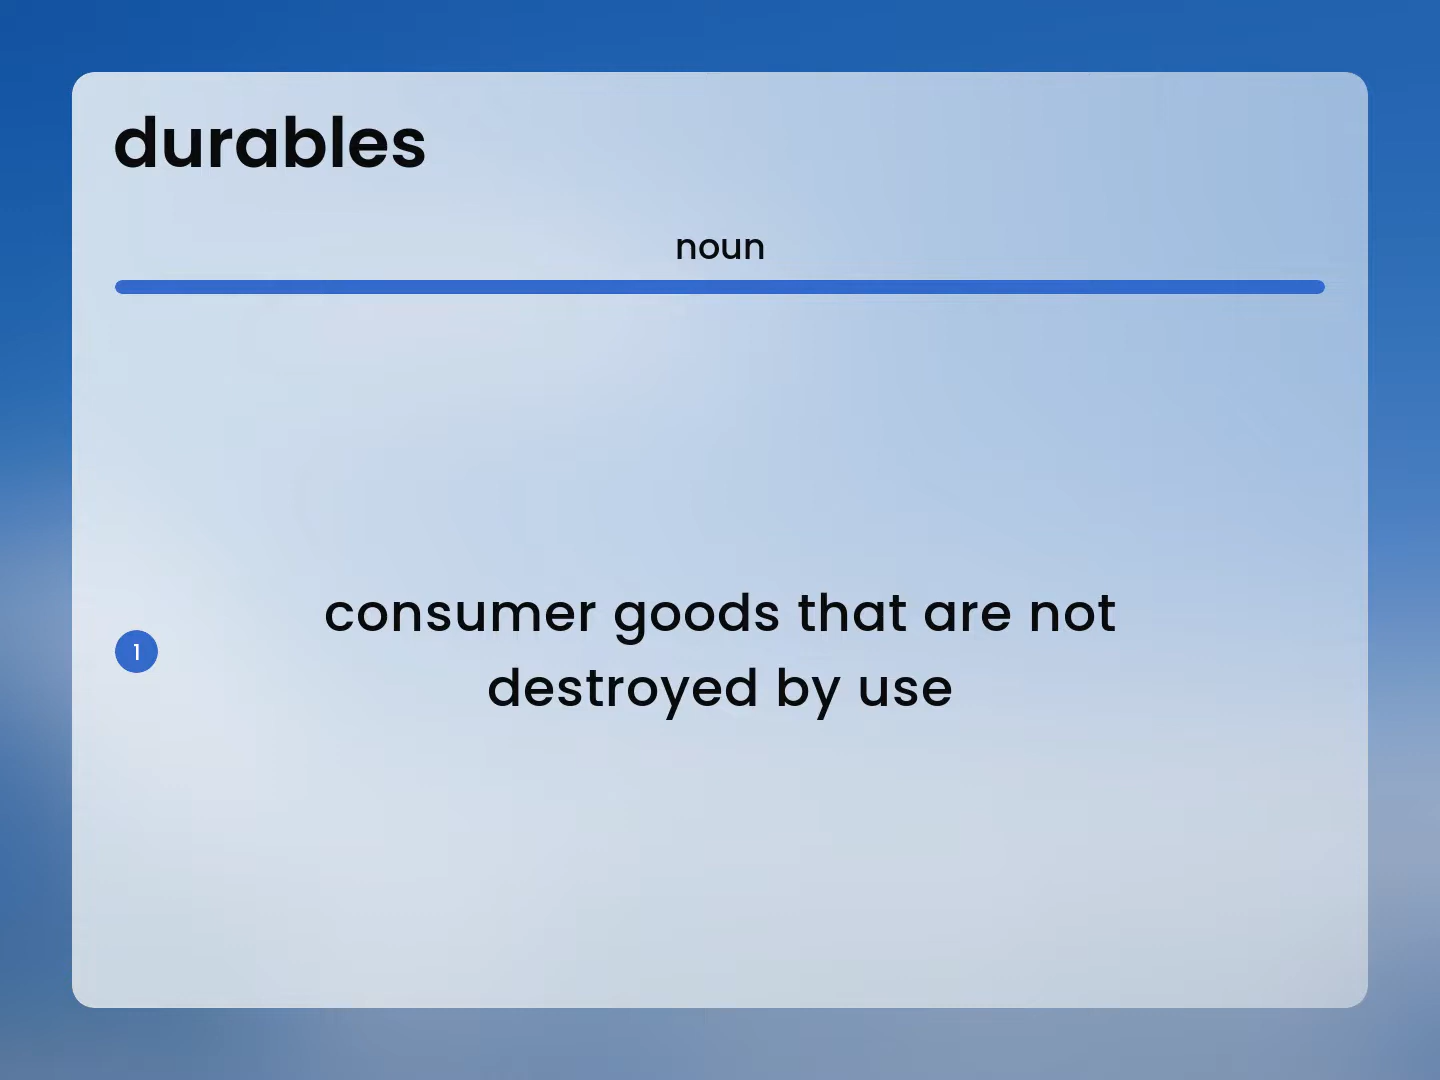 durables
noun
1
consumer goods that are not
destroyed by use